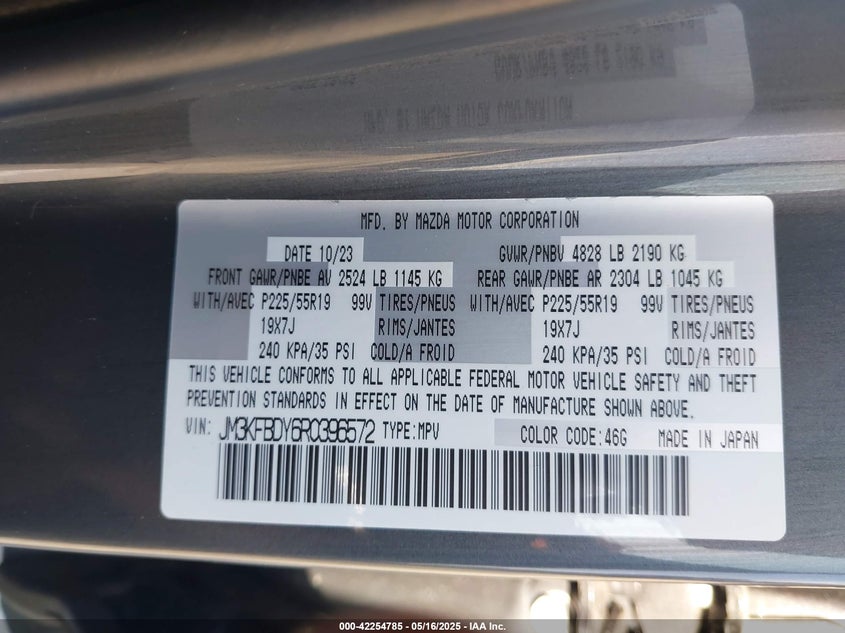 MFD. BY MAZDA MOTOR CORPORATION
DATE 10/23 GVWR/PNBV 4828 LB 2190 KG
FRONT GAWR/PNBE AV 2524 LB 1145 KG REAR GAWR/PNBE AR 2304 LB 1045 KG
WITH/AVEC P225/55R19 99V TIRES/PNEUS WITH/AVEC P225/55R19 99V TIRES/PNEUS
19X7J RIMS/JANTES 19X7J RIMS/JANTES
240 KPA/35 PSI COLD/A FROID 240 KPA/35 PSI COLD/A FROID
THIS VEHICLE CONFORMS TO ALL APPLICABLE FEDERAL MOTOR VEHICLE SAFETY AND THEFT
PREVENTION STANDARDS IN EFFECT ON THE DATE OF MANUFACTURE SHOWN ABOVE.
VIN: JM3KFBDY6R0396572 TYPE:MPV COLOR CODE:46G MADE IN JAPAN
000-42254785 - 05/16/2025 - IAA Inc.